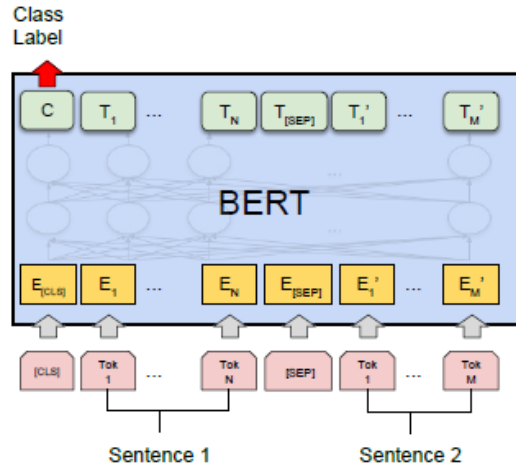 Class
Label
C T1 ... TN T[SEP] T1' ... TM'
...
BERT
...
E[CLS] E1 ... EN E[SEP] E1' ... EM'
[CLS] Tok 1 ... Tok N [SEP] Tok 1 ... Tok M
Sentence 1 Sentence 2